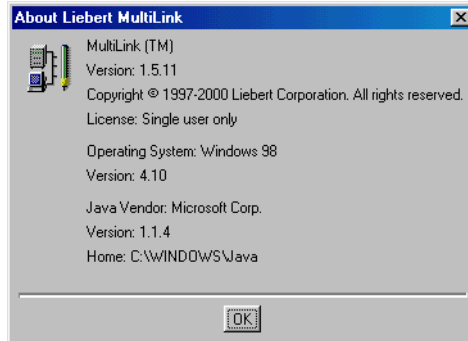 About Liebert MultiLink
MultiLink (TM)
Version: 1.5.11
Copyright © 1997-2000 Liebert Corporation. All rights reserved.
License: Single user only
Operating System: Windows 98
Version: 4.10
Java Vendor: Microsoft Corp.
Version: 1.1.4
Home: C:\WINDOWS\Java
OK